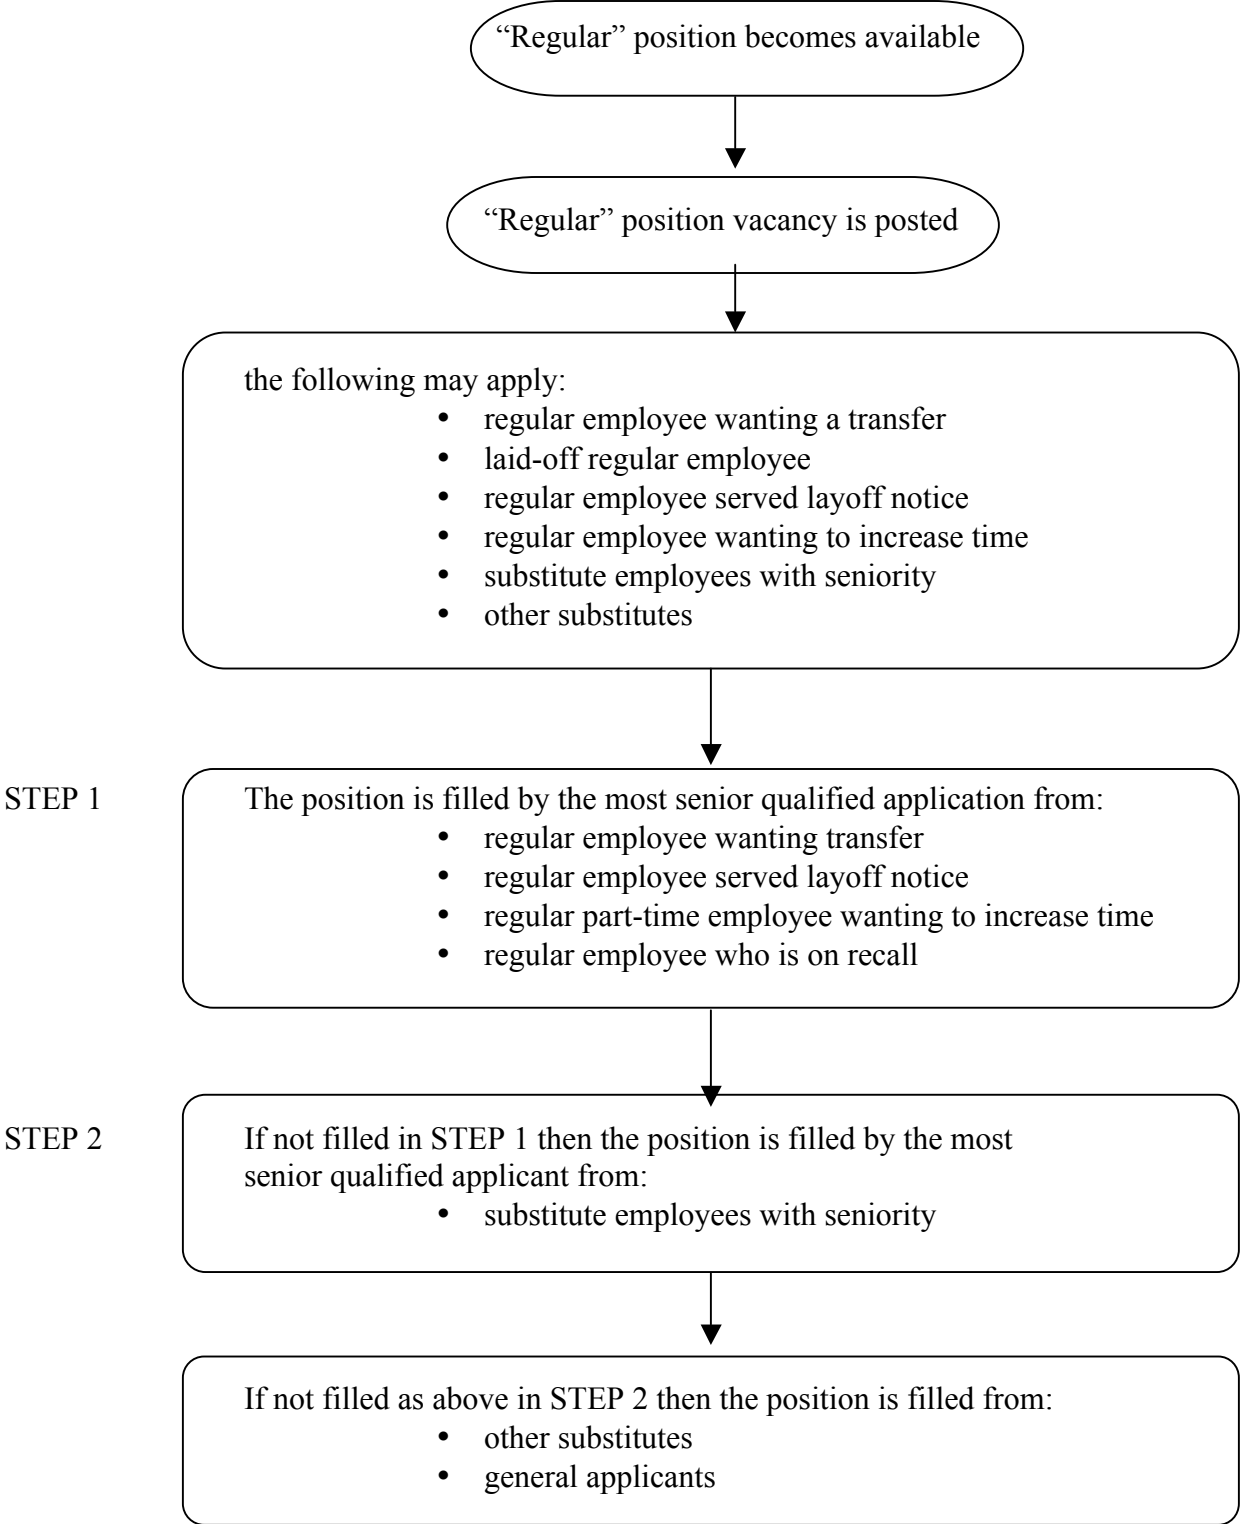 “Regular” position becomes available
“Regular” position vacancy is posted
the following may apply:
• regular employee wanting a transfer
• laid-off regular employee
• regular employee served layoff notice
• regular employee wanting to increase time
• substitute employees with seniority
• other substitutes
STEP 1
The position is filled by the most senior qualified application from:
• regular employee wanting transfer
• regular employee served layoff notice
• regular part-time employee wanting to increase time
• regular employee who is on recall
STEP 2
If not filled in STEP 1 then the position is filled by the most
senior qualified applicant from:
• substitute employees with seniority
If not filled as above in STEP 2 then the position is filled from:
• other substitutes
• general applicants